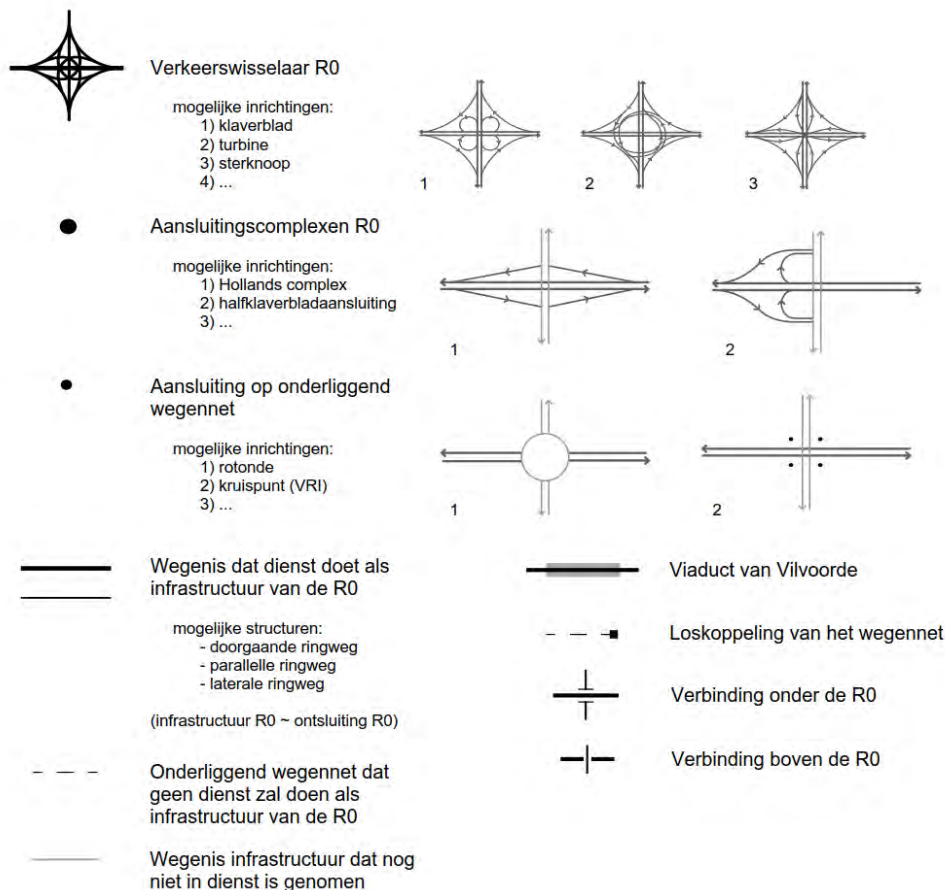 Verkeerswisselaar R0
mogelijke inrichtingen:
1) klaverblad
2) turbine
3) sterknoop
4) ...
1
2
3
Aansluitingscomplexen R0
mogelijke inrichtingen:
1) Hollands complex
2) halfklaverbladaansluiting
3) ...
1
2
Aansluiting op onderliggend
wegennet
mogelijke inrichtingen:
1) rotonde
2) kruispunt (VRI)
3) ...
1
2
Wegenis dat dienst doet als
infrastructuur van de R0
mogelijke structuren:
- doorgaande ringweg
- parallelle ringweg
- laterale ringweg
(infrastructuur R0 ~ ontsluiting R0)
Onderliggend wegennet dat
geen dienst zal doen als
infrastructuur van de R0
Wegenis infrastructuur dat nog
niet in dienst is genomen
Viaduct van Vilvoorde
Loskoppeling van het wegennet
Verbinding onder de R0
Verbinding boven de R0